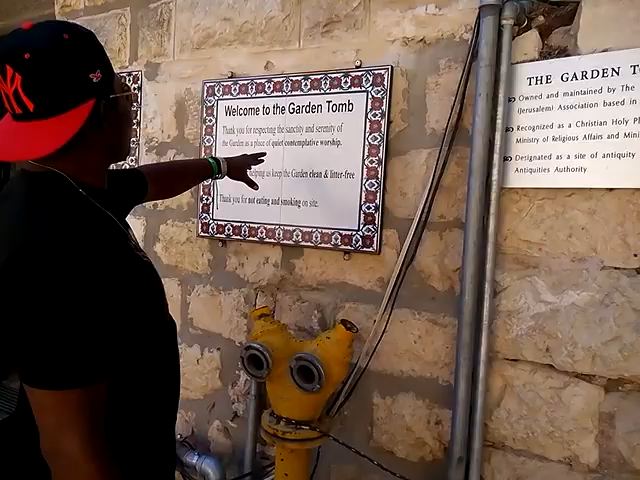 NY
Welcome to the Garden Tomb
Thank you for respecting the sanctity and serenity of
the Garden as a place of quiet contemplative worship.
helping us keep the Garden clean & litter-free
Thank you for not eating and smoking on site.
THE GARDEN T
Owned and maintained by The
(Jerusalem) Association based in
Recognized as a Christian Holy Pl
Ministry of Religious Affairs and Minis
Designated as a site of antiquity
Antiquities Authority